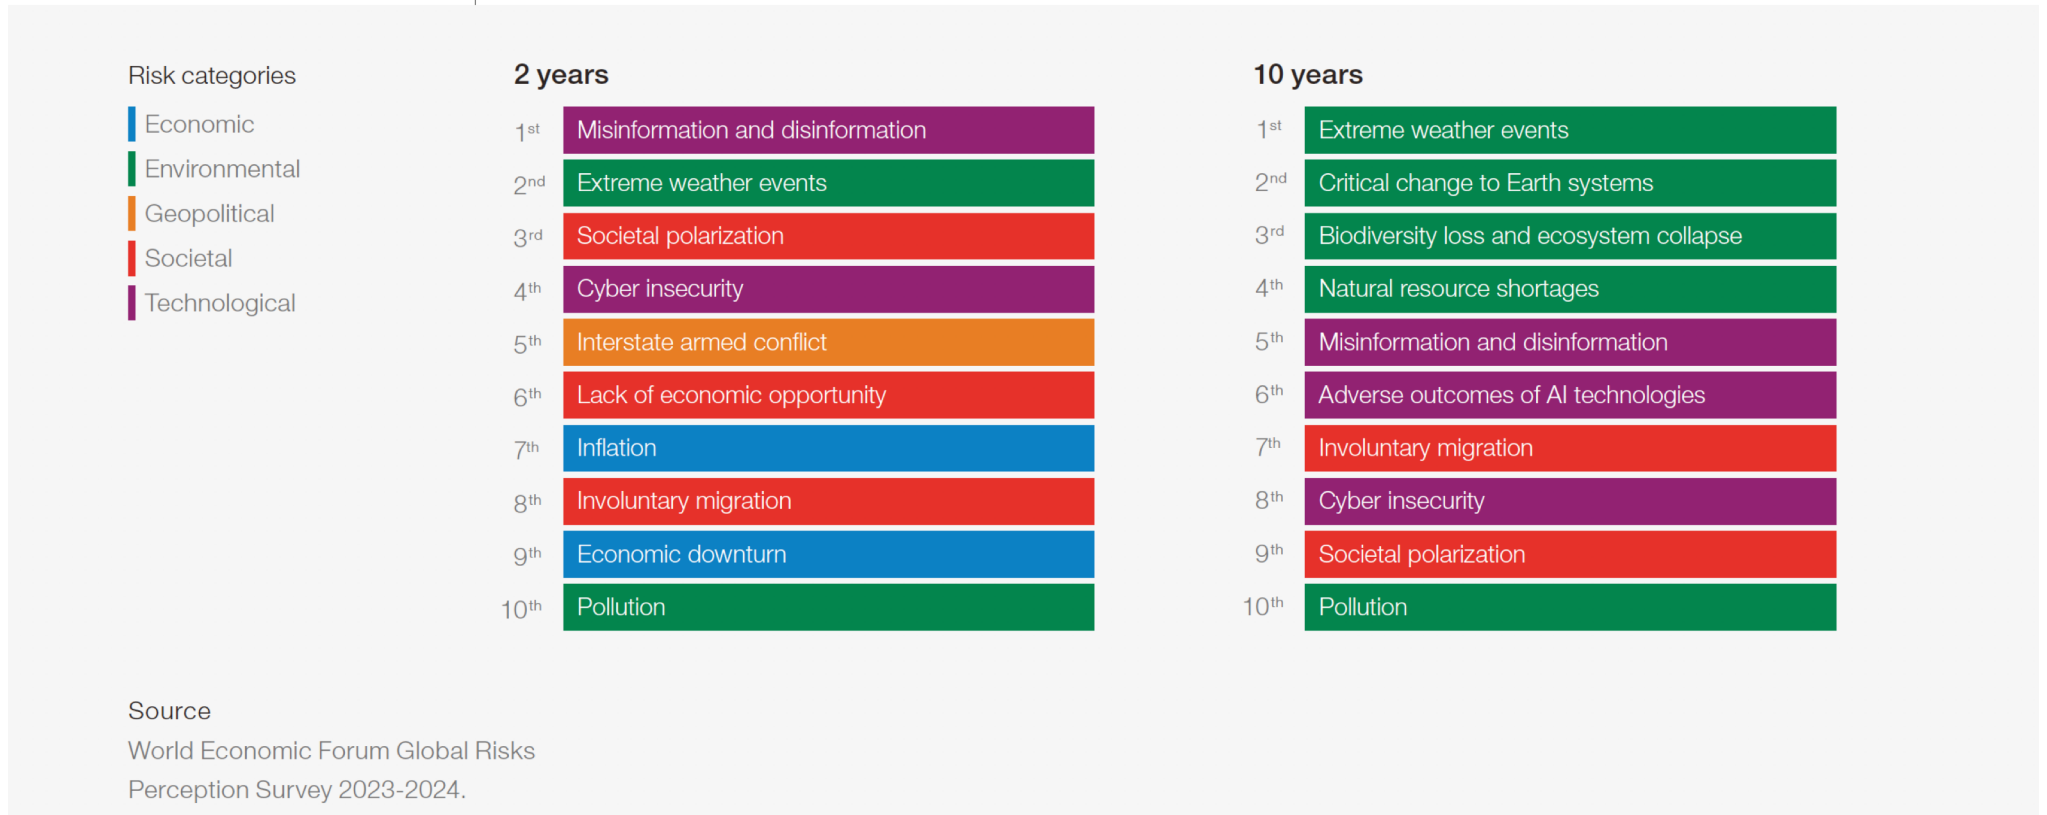 Risk categories
Economic
Environmental
Geopolitical
Societal
Technological
2 years
1st Misinformation and disinformation
2nd Extreme weather events
3rd Societal polarization
4th Cyber insecurity
5th Interstate armed conflict
6th Lack of economic opportunity
7th Inflation
8th Involuntary migration
9th Economic downturn
10th Pollution
10 years
1st Extreme weather events
2nd Critical change to Earth systems
3rd Biodiversity loss and ecosystem collapse
4th Natural resource shortages
5th Misinformation and disinformation
6th Adverse outcomes of AI technologies
7th Involuntary migration
8th Cyber insecurity
9th Societal polarization
10th Pollution
Source
World Economic Forum Global Risks
Perception Survey 2023-2024.